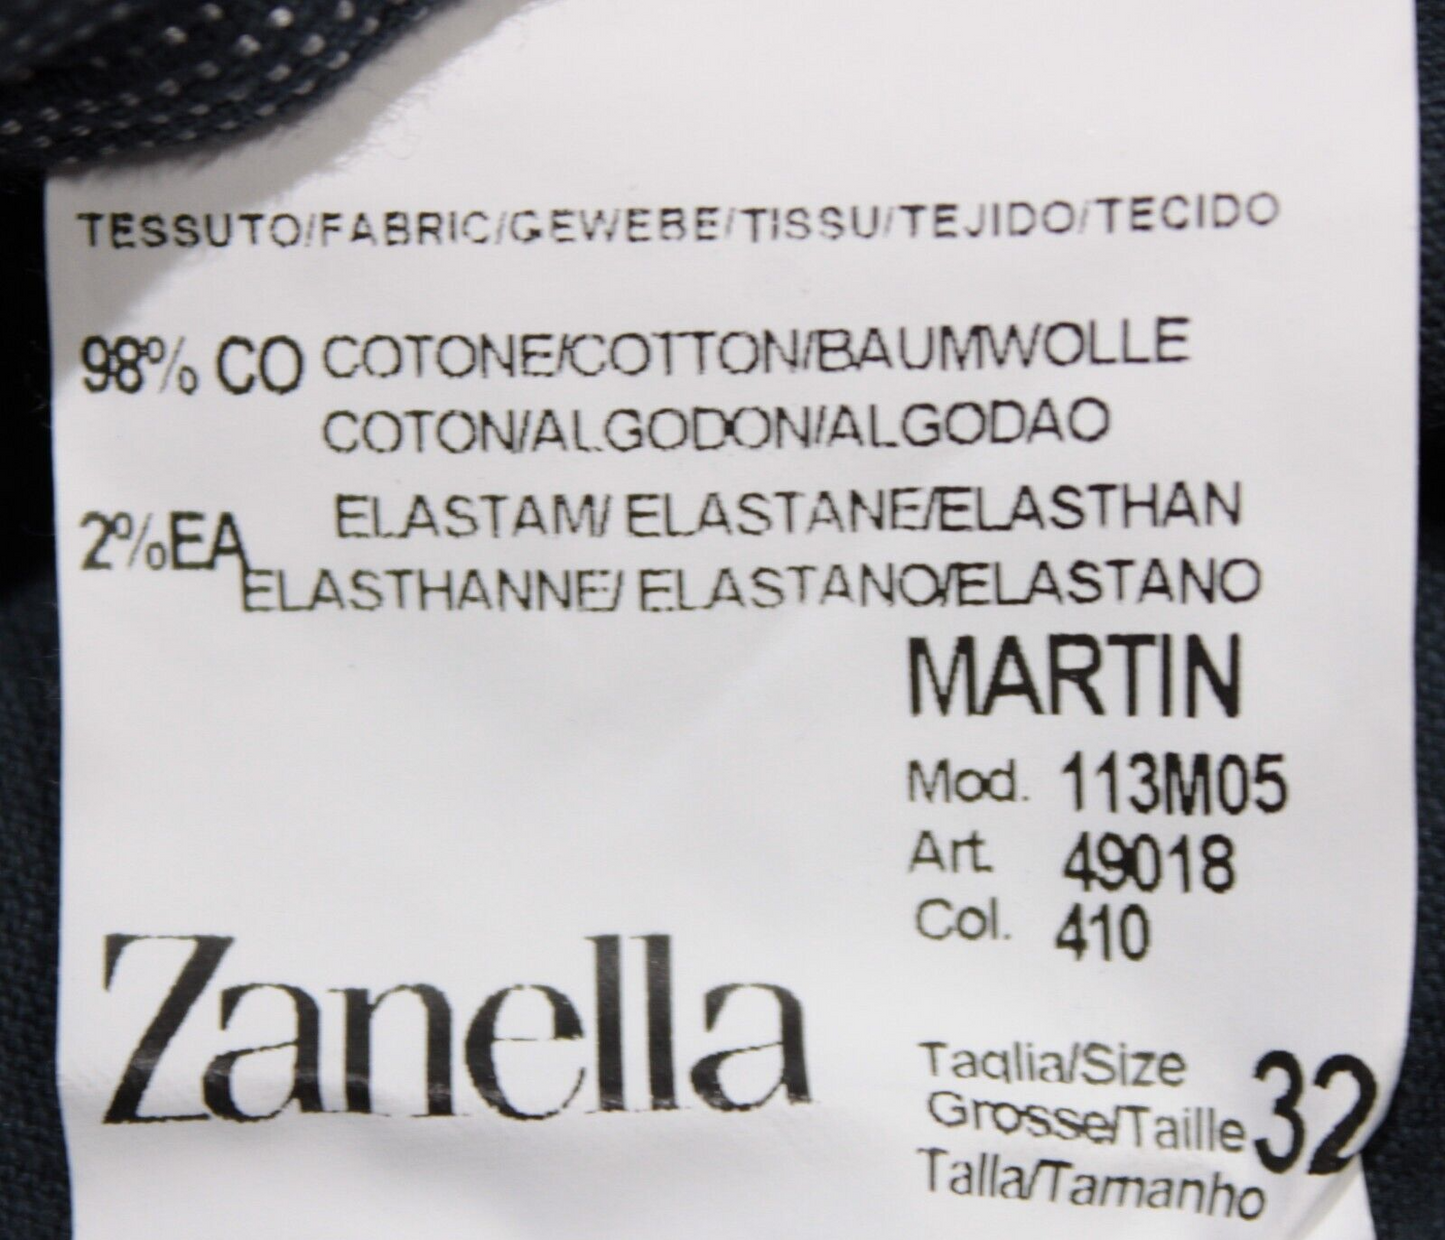 TESSUTO/FABRIC/GEWEBE/TISSU/TEJIDO/TECIDO
98% CO COTONE/COTTON/BAUMWOLLE
COTON/ALGODON/ALGODAO
2%EA ELASTAM/ ELASTANE/ELASTHAN
ELASTHANNE/ ELASTANO/ELASTANO
MARTIN
Mod. 113M05
Art. 49018
Col. 410
Zanella
Taglia/Size
Grosse/Taille 32
Talla/Tamanho